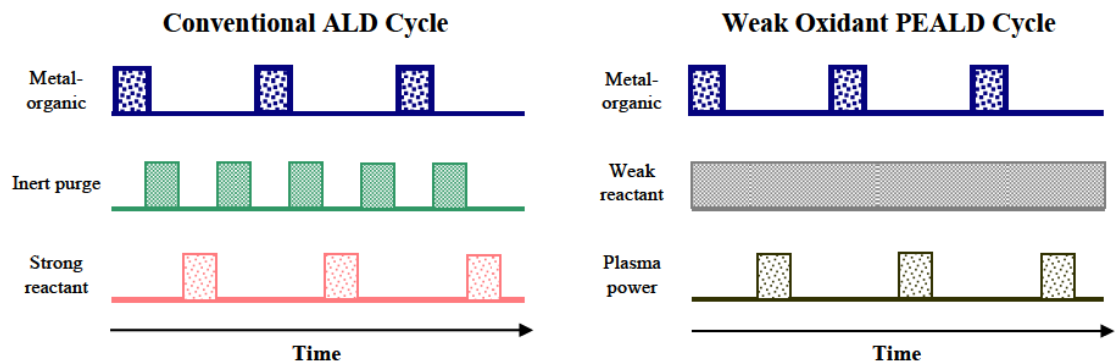 Conventional ALD Cycle
Metal-
organic
Inert purge
Strong
reactant
Time
Weak Oxidant PEALD Cycle
Metal-
organic
Weak
reactant
Plasma
power
Time